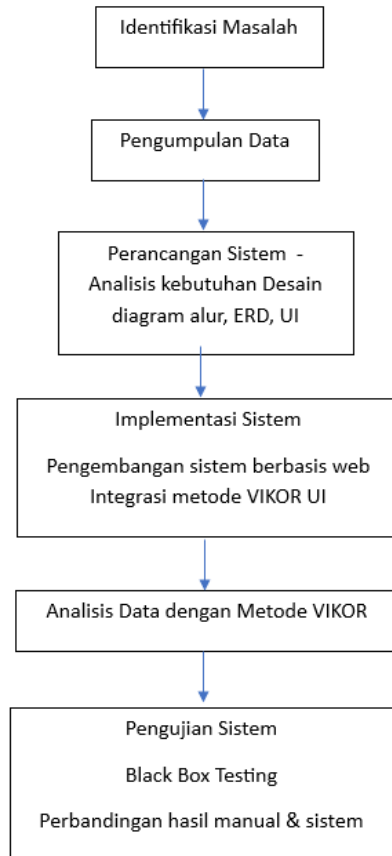 Identifikasi Masalah
Pengumpulan Data
Perancangan Sistem -
Analisis kebutuhan Desain
diagram alur, ERD, UI
Implementasi Sistem
Pengembangan sistem berbasis web
Integrasi metode VIKOR UI
Analisis Data dengan Metode VIKOR
Pengujian Sistem
Black Box Testing
Perbandingan hasil manual & sistem